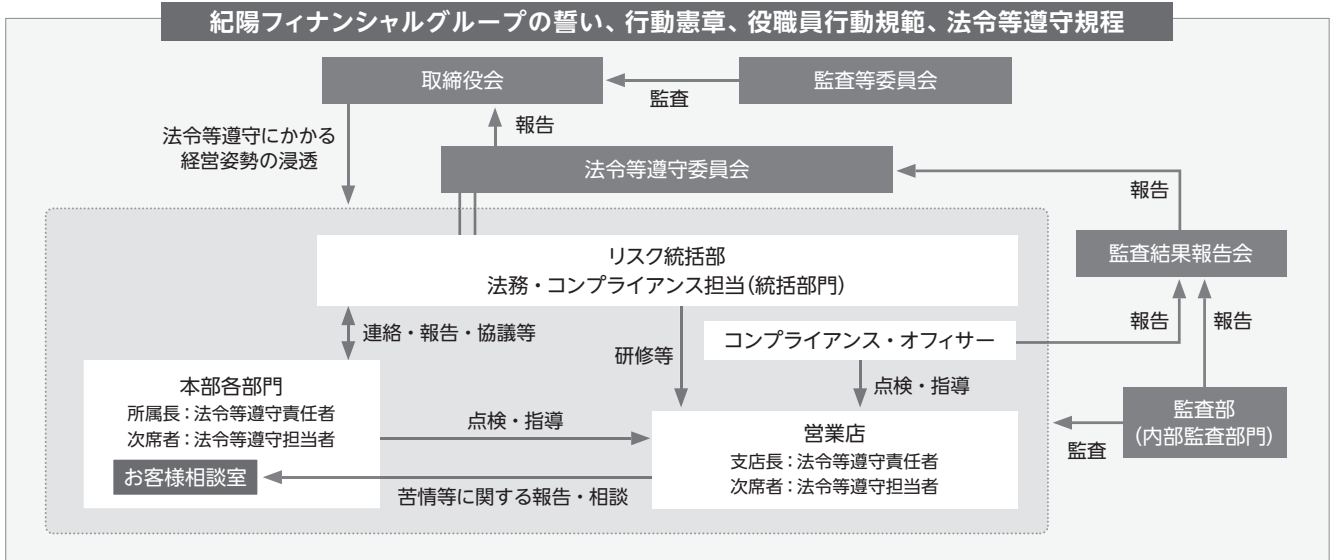 紀陽フィナンシャルグループの誓い、行動憲章、役職員行動規範、法令等遵守規程
取締役会
監査
監査等委員会
報告
法令等遵守にかかる
経営姿勢の浸透
法令等遵守委員会
報告
リスク統括部
法務・コンプライアンス担当(統括部門)
監査結果報告会
連絡・報告・協議等
研修等
コンプライアンス・オフィサー
報告
報告
点検・指導
本部各部門
所属長:法令等遵守責任者
次席者:法令等遵守担当者
お客様相談室
点検・指導
営業店
支店長:法令等遵守責任者
次席者:法令等遵守担当者
監査
監査部
(内部監査部門)
苦情等に関する報告・相談